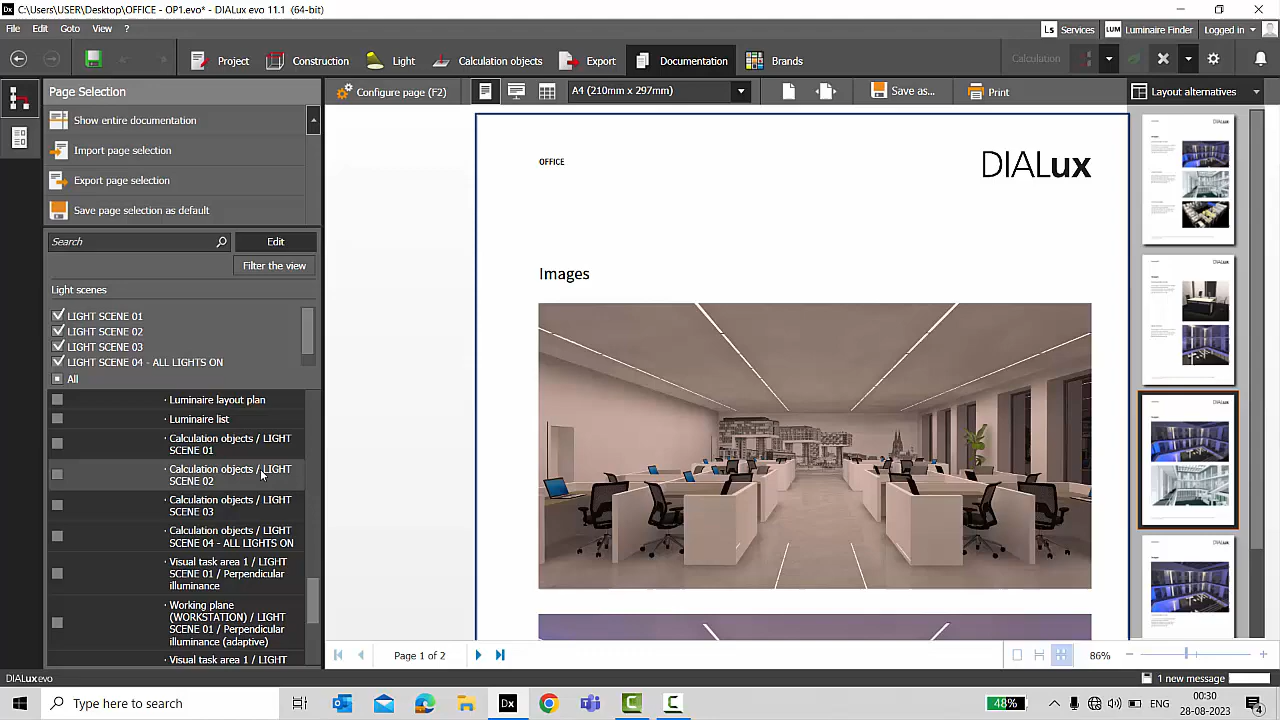 C:\Users\USER\Desktop\OFFICE - OP1.evo* - DIALux evo 11.1 (64-bit)
File Edit Goto View ?
Ls Services LUM Luminaire Finder Logged in
Project Construction Light Calculation objects Export Documentation Brands Calculation
Page Selection
Configure page (F2) A4 (210mm x 297mm) Save as... Print Layout alternatives
Show entire documentation
Import page selection
Export page selection
Save page selection as default
Search Edit
Filter the view
Light scenes
LIGHT SCENE 01
LIGHT SCENE 02
LIGHT SCENE 03
LIGHT SCENE 04 - ALL LIGHTS ON
All
· Luminaire layout plan
· Luminaire list
· Calculation objects / LIGHT
SCENE 01
· Calculation objects / LIGHT
SCENE 02
· Calculation objects / LIGHT
SCENE 03
· Calculation objects / LIGHT
SCENE 04 - ALL LIGHTS ON
· Visual task area 1 / LIGHT
SCENE 01 / Perpendicular
illuminance
· Working plane
(WORKSTATION) / LIGHT
SCENE 01 / Perpendicular
illuminance (adaptive)
· Visual task area 1 / LIGHT
OFFICE
DIALux
Images
DIALux
DIALux
DIALux
DIALux
Page 1 of 2 86%
DIALux evo 1 new message
Type here to search Dx 48% ENG 00:30
28-08-2023 4